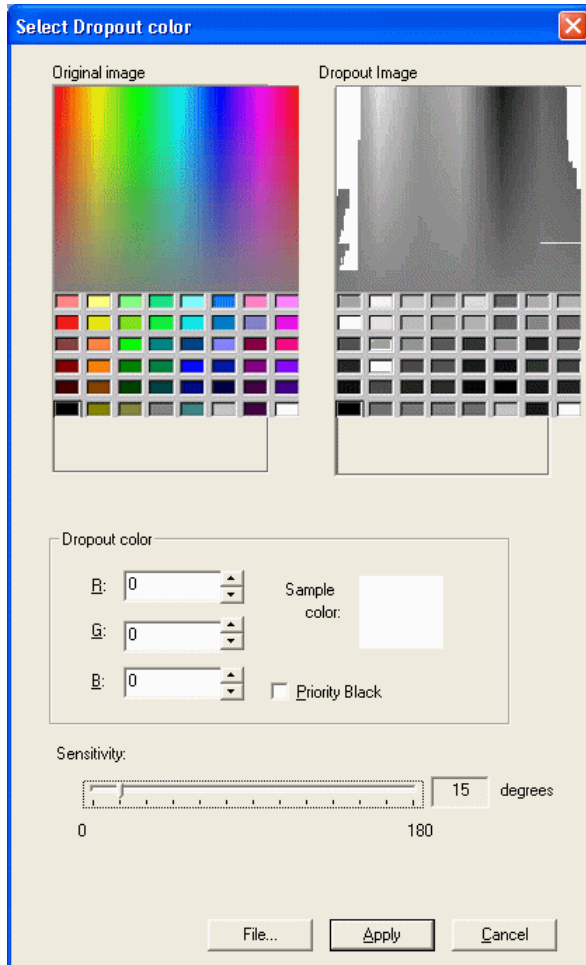 Select Dropout color
Original image
Dropout Image
Dropout color
R: 0
G: 0
B: 0
Sample color:
Priority Black
Sensitivity:
15 degrees
0 180
File... Apply Cancel